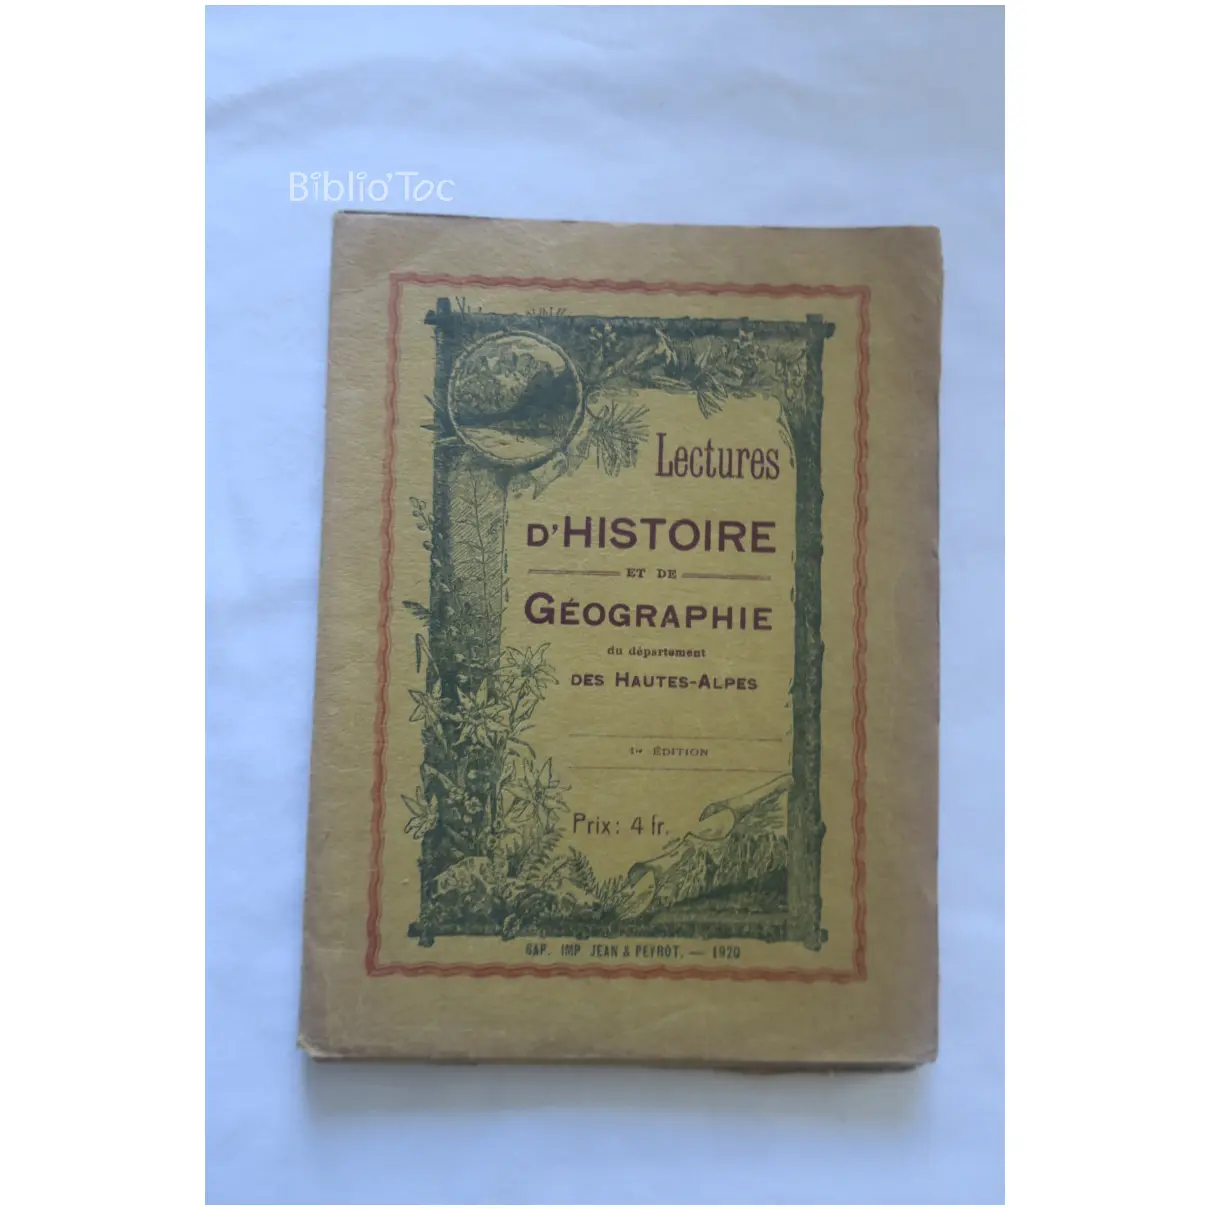 Biblio'Toc
Lectures
D'HISTOIRE
ET DE
GÉOGRAPHIE
du département
DES HAUTES-ALPES
1re ÉDITION
Prix : 4 fr.
GAP. IMP JEAN & PEYROT. — 1920